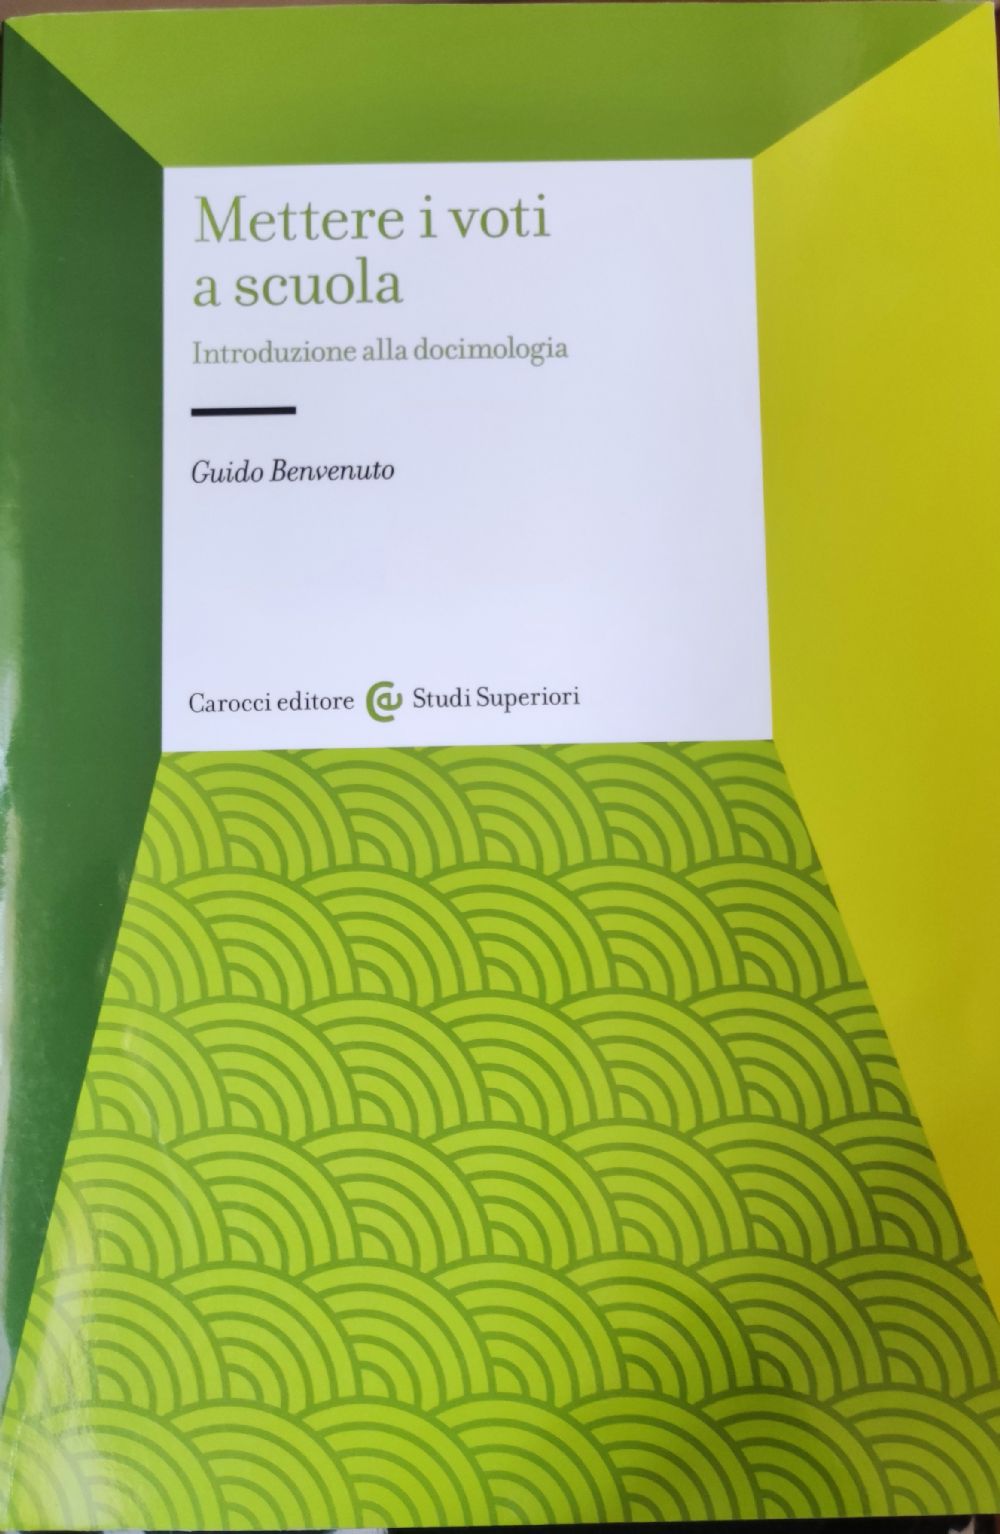 Mettere i voti
a scuola
Introduzione alla docimologia
Guido Benvenuto
Carocci editore @ Studi Superiori